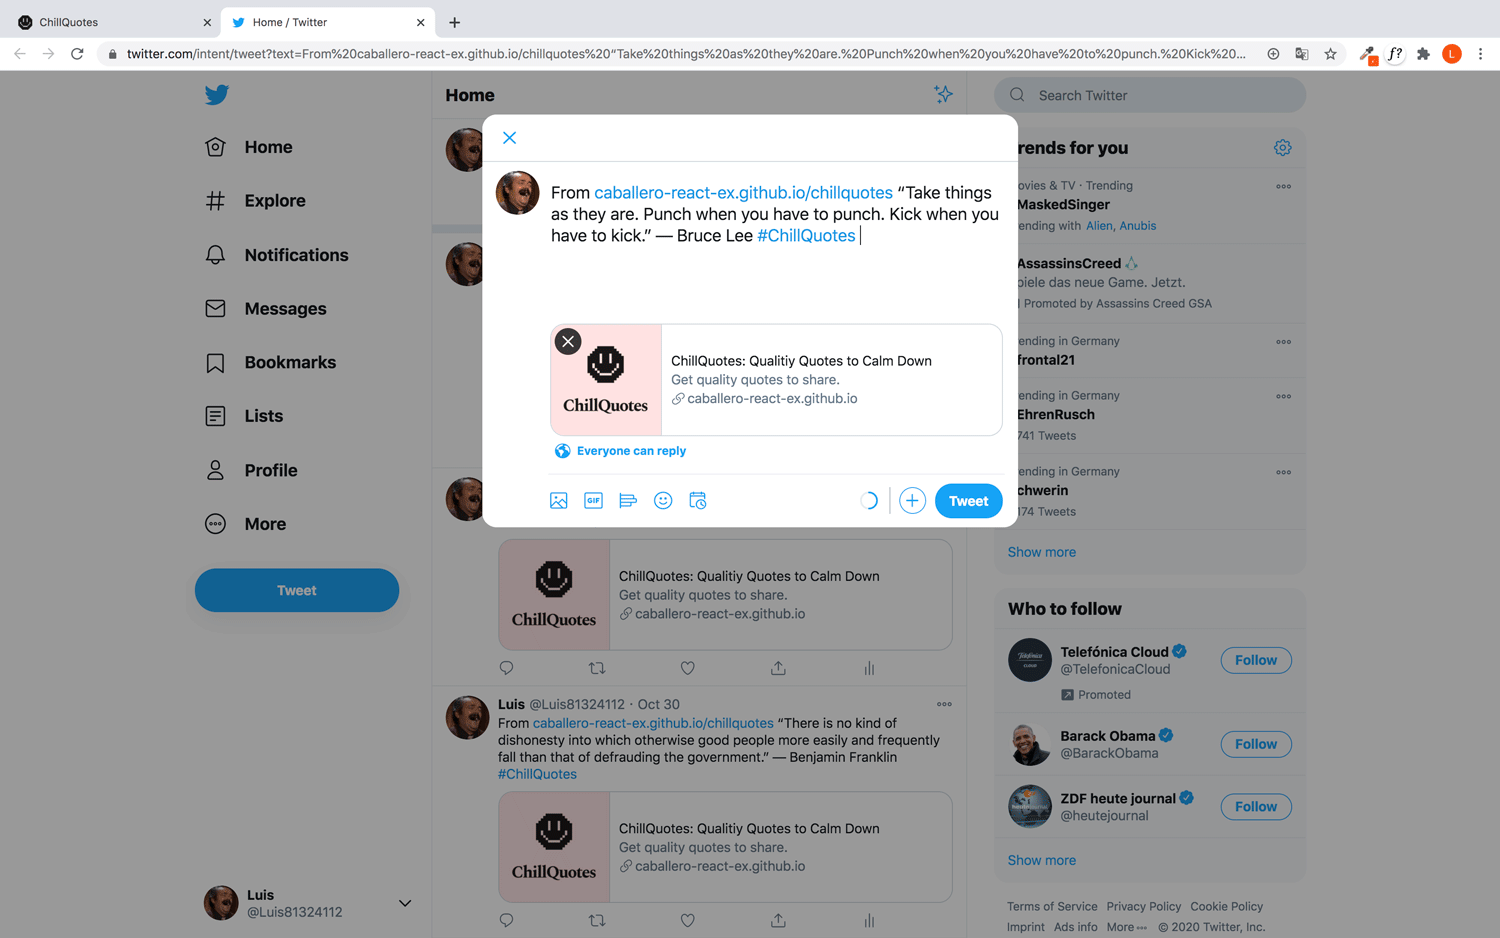 ChillQuotes
Home / Twitter
twitter.com/intent/tweet?text=From%20caballero-react-ex.github.io/chillquotes%20“Take%20things%20as%20they%20are.%20Punch%20when%20you%20have%20to%20punch.%20Kick%20...
f?
L
Home
Explore
Notifications
Messages
Bookmarks
Lists
Profile
More
Tweet
Luis
@Luis81324112
Home
From caballero-react-ex.github.io/chillquotes “Take things
as they are. Punch when you have to punch. Kick when you
have to kick.” — Bruce Lee #ChillQuotes
ChillQuotes
ChillQuotes: Qualitiy Quotes to Calm Down
Get quality quotes to share.
caballero-react-ex.github.io
Everyone can reply
GIF
Tweet
ChillQuotes
ChillQuotes: Qualitiy Quotes to Calm Down
Get quality quotes to share.
caballero-react-ex.github.io
Luis @Luis81324112 · Oct 30
From caballero-react-ex.github.io/chillquotes “There is no kind of
dishonesty into which otherwise good people more easily and frequently
fall than that of defrauding the government.” — Benjamin Franklin
#ChillQuotes
ChillQuotes
ChillQuotes: Qualitiy Quotes to Calm Down
Get quality quotes to share.
caballero-react-ex.github.io
Search Twitter
rends for you
ovies & TV · Trending
MaskedSinger
ending with Alien, Anubis
AssassinsCreed
piele das neue Game. Jetzt.
Promoted by Assassins Creed GSA
ending in Germany
frontal21
ending in Germany
EhrenRusch
741 Tweets
ending in Germany
chwerin
174 Tweets
Show more
Who to follow
Telefónica
CLOUD
Telefónica Cloud
@TelefonicaCloud
Promoted
Follow
Barack Obama
@BarackObama
Follow
ZDF heute journal
@heutejournal
Follow
Show more
Terms of Service Privacy Policy Cookie Policy
Imprint Ads info More ••• © 2020 Twitter, Inc.